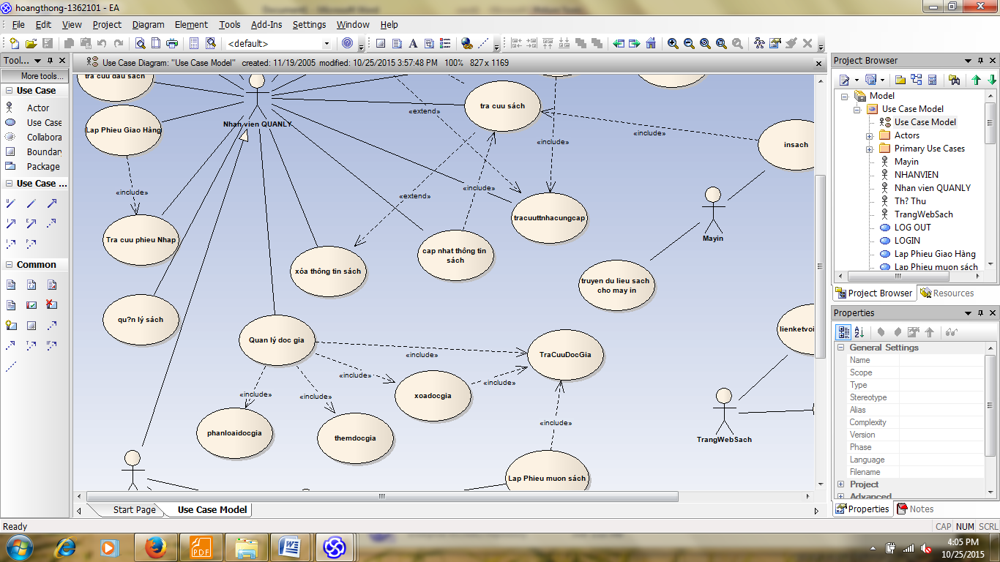 hoangthong-1362101 - EA
File Edit View Project Diagram Element Tools Add-Ins Settings Window Help
<default>
Tool...
More tools...
Use Case
Actor
Use Case
Collabora
Boundar
Package
Use Case ...
Common
Use Case Diagram: "Use Case Model" created: 11/19/2005 modified: 10/25/2015 3:57:48 PM 100% 827 x 1169
tra cuu dau sach
Nhan vien QUANLY
Lap Phieu Giao Hàng
«include»
Tra cuu phieu Nhap
qu?n lý sách
«extend»
tra cuu sách
«include»
«include»
insach
«extend»
«include»
tracuuttnhacungcap
Mayin
xóa thông tin sách
cap nhat thông tin
sách
truyen du lieu sach
cho may in
Quan lý doc gia
«include»
TraCuuDocGia
lienketvoi
«include»
«include»
«include»
«include»
xoadocgia
phanloaidocgia
themdocgia
«include»
TrangWebSach
Lap Phieu muon sách
Start Page
Use Case Model
Project Browser
Model
Use Case Model
Use Case Model
Actors
Primary Use Cases
Mayin
NHANVIEN
Nhan vien QUANLY
Th? Thu
TrangWebSach
LOG OUT
LOGIN
Lap Phieu Giao Hàng
Lap Phieu muon sách
Project Browser Resources
Properties
General Settings
Name
Scope
Type
Stereotype
Alias
Complexity
Version
Phase
Language
Filename
Project
Advanced
Properties Notes
Ready
CAP NUM SCRL
PDF
4:05 PM
10/25/2015